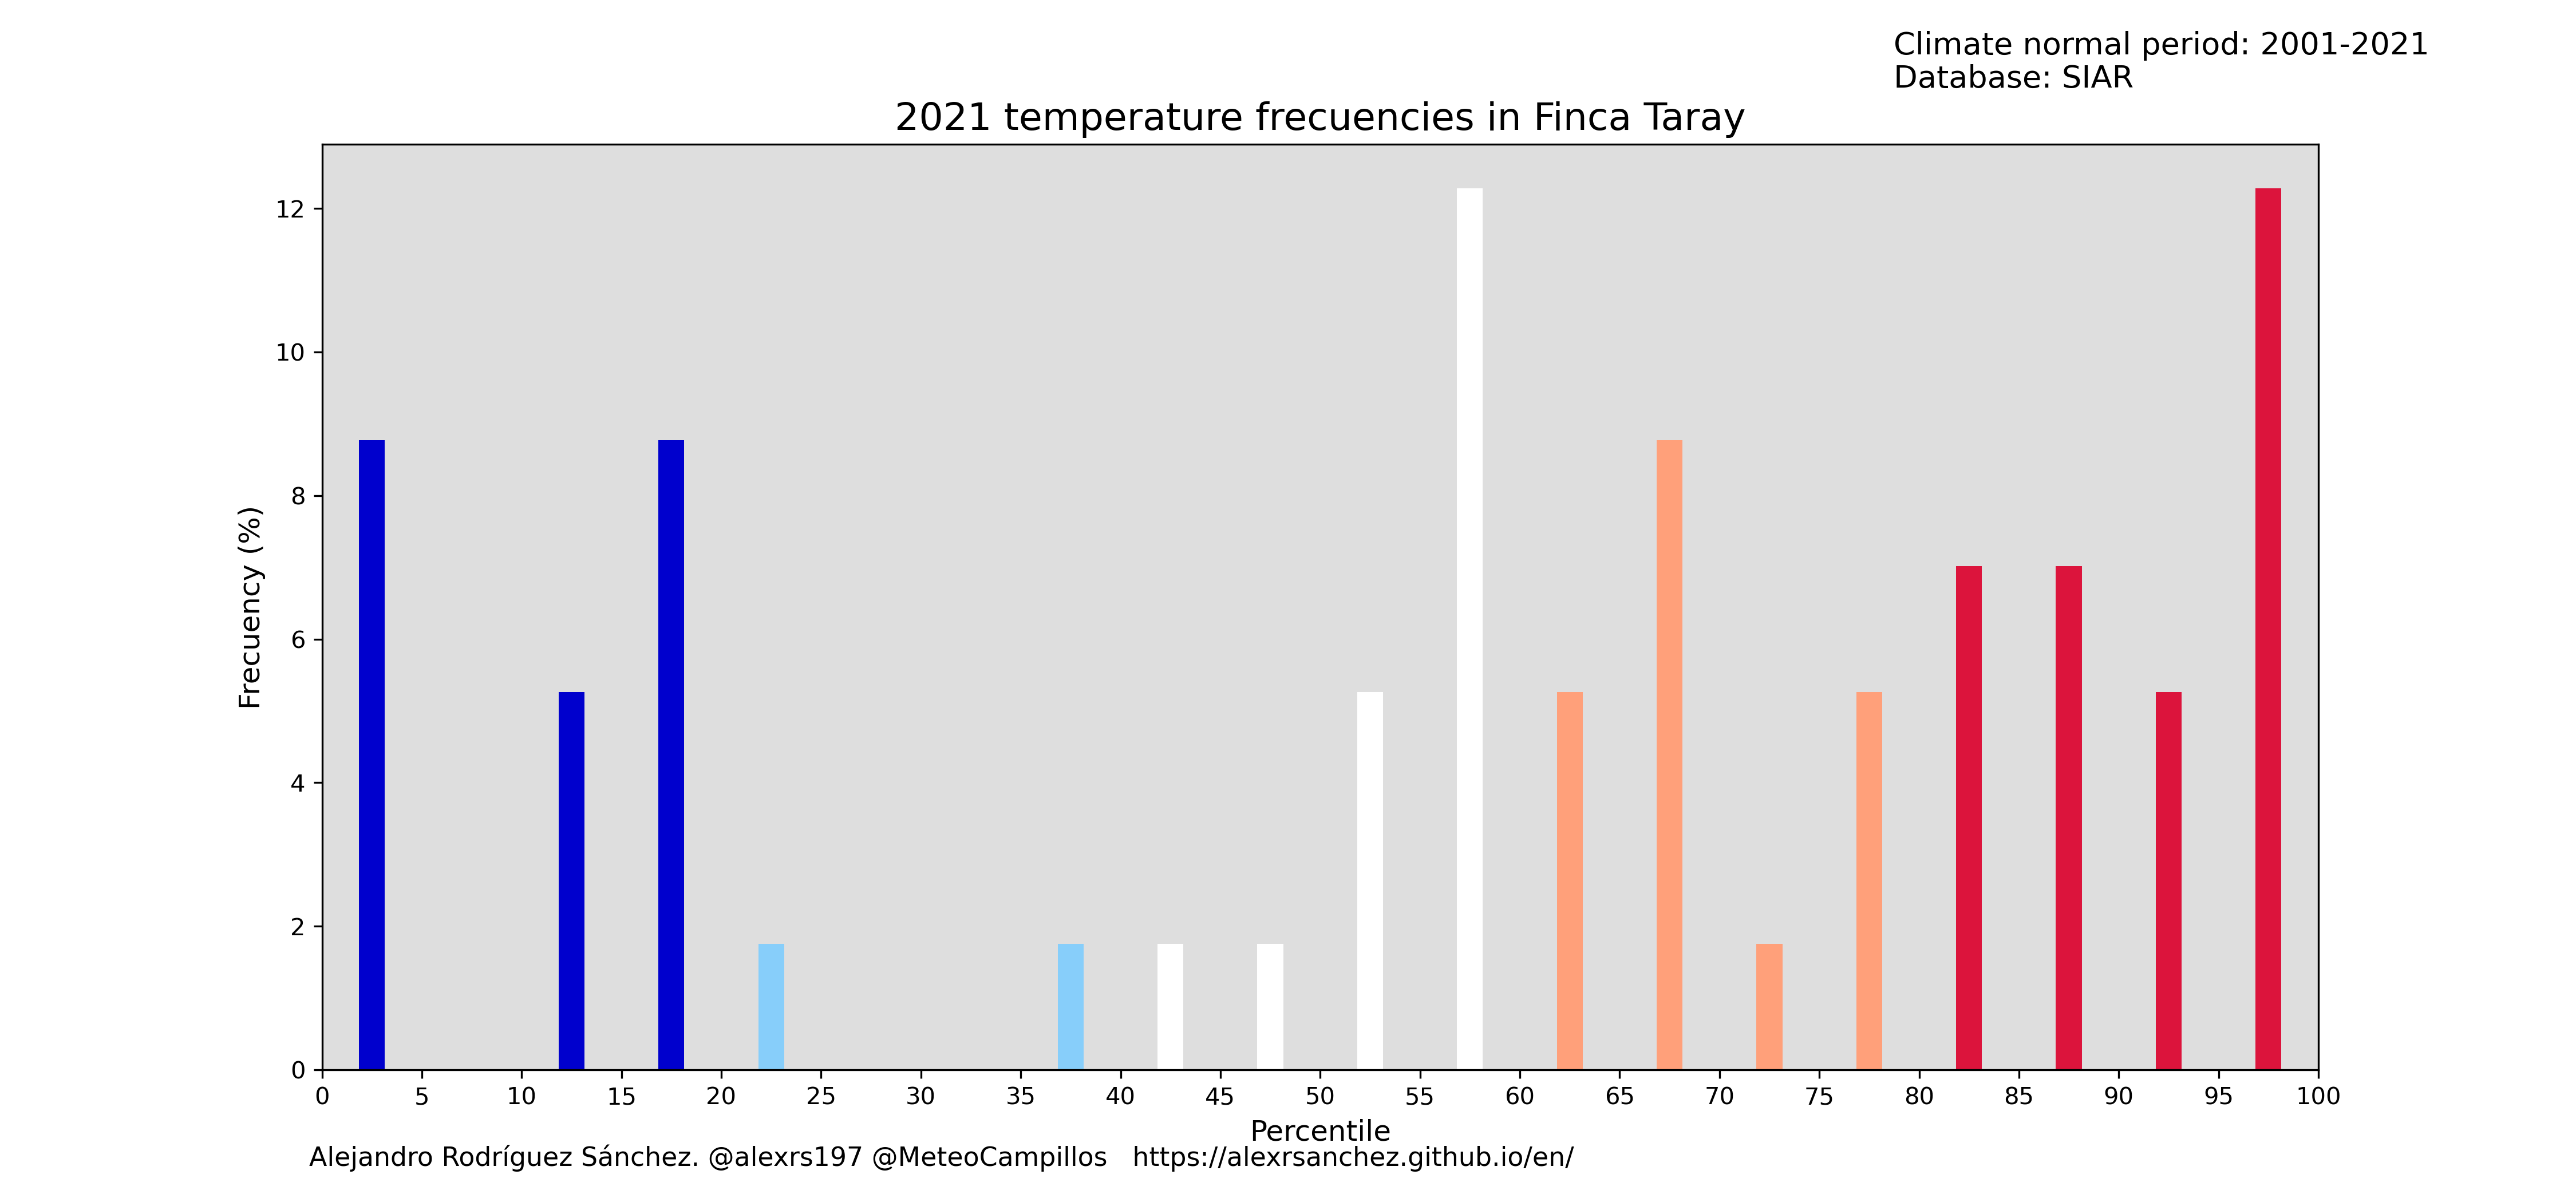 Climate normal period: 2001-2021
Database: SIAR
2021 temperature frecuencies in Finca Taray
Frecuency (%)
12
10
8
6
4
2
0
0 5 10 15 20 25 30 35 40 45 50 55 60 65 70 75 80 85 90 95 100
Percentile
Alejandro Rodríguez Sánchez. @alexrs197 @MeteoCampillos https://alexrsanchez.github.io/en/